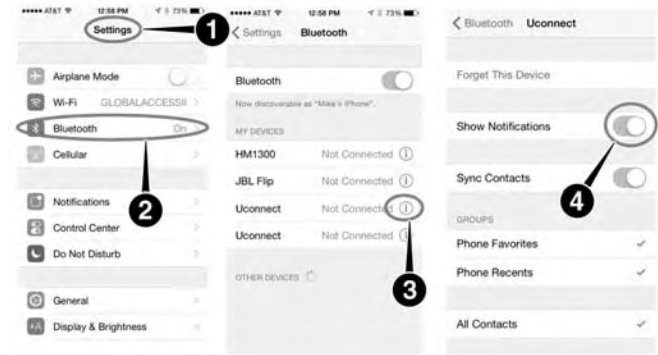 AT&T 12:58 PM 73%
Settings
1
Airplane Mode
Wi-Fi GLOBALACCESSII
Bluetooth On
2
Cellular
Notifications
Control Center
Do Not Disturb
General
Display & Brightness
AA
AT&T 12:58 PM 73%
Settings Bluetooth
Bluetooth
Now discoverable as "Mike's iPhone".
MY DEVICES
HM1300 Not Connected
JBL Flip Not Connected
Uconnect Not Connected
Uconnect Not Connected
3
OTHER DEVICES
Bluetooth Uconnect
Forget This Device
Show Notifications
4
Sync Contacts
GROUPS
Phone Favorites
Phone Recents
All Contacts